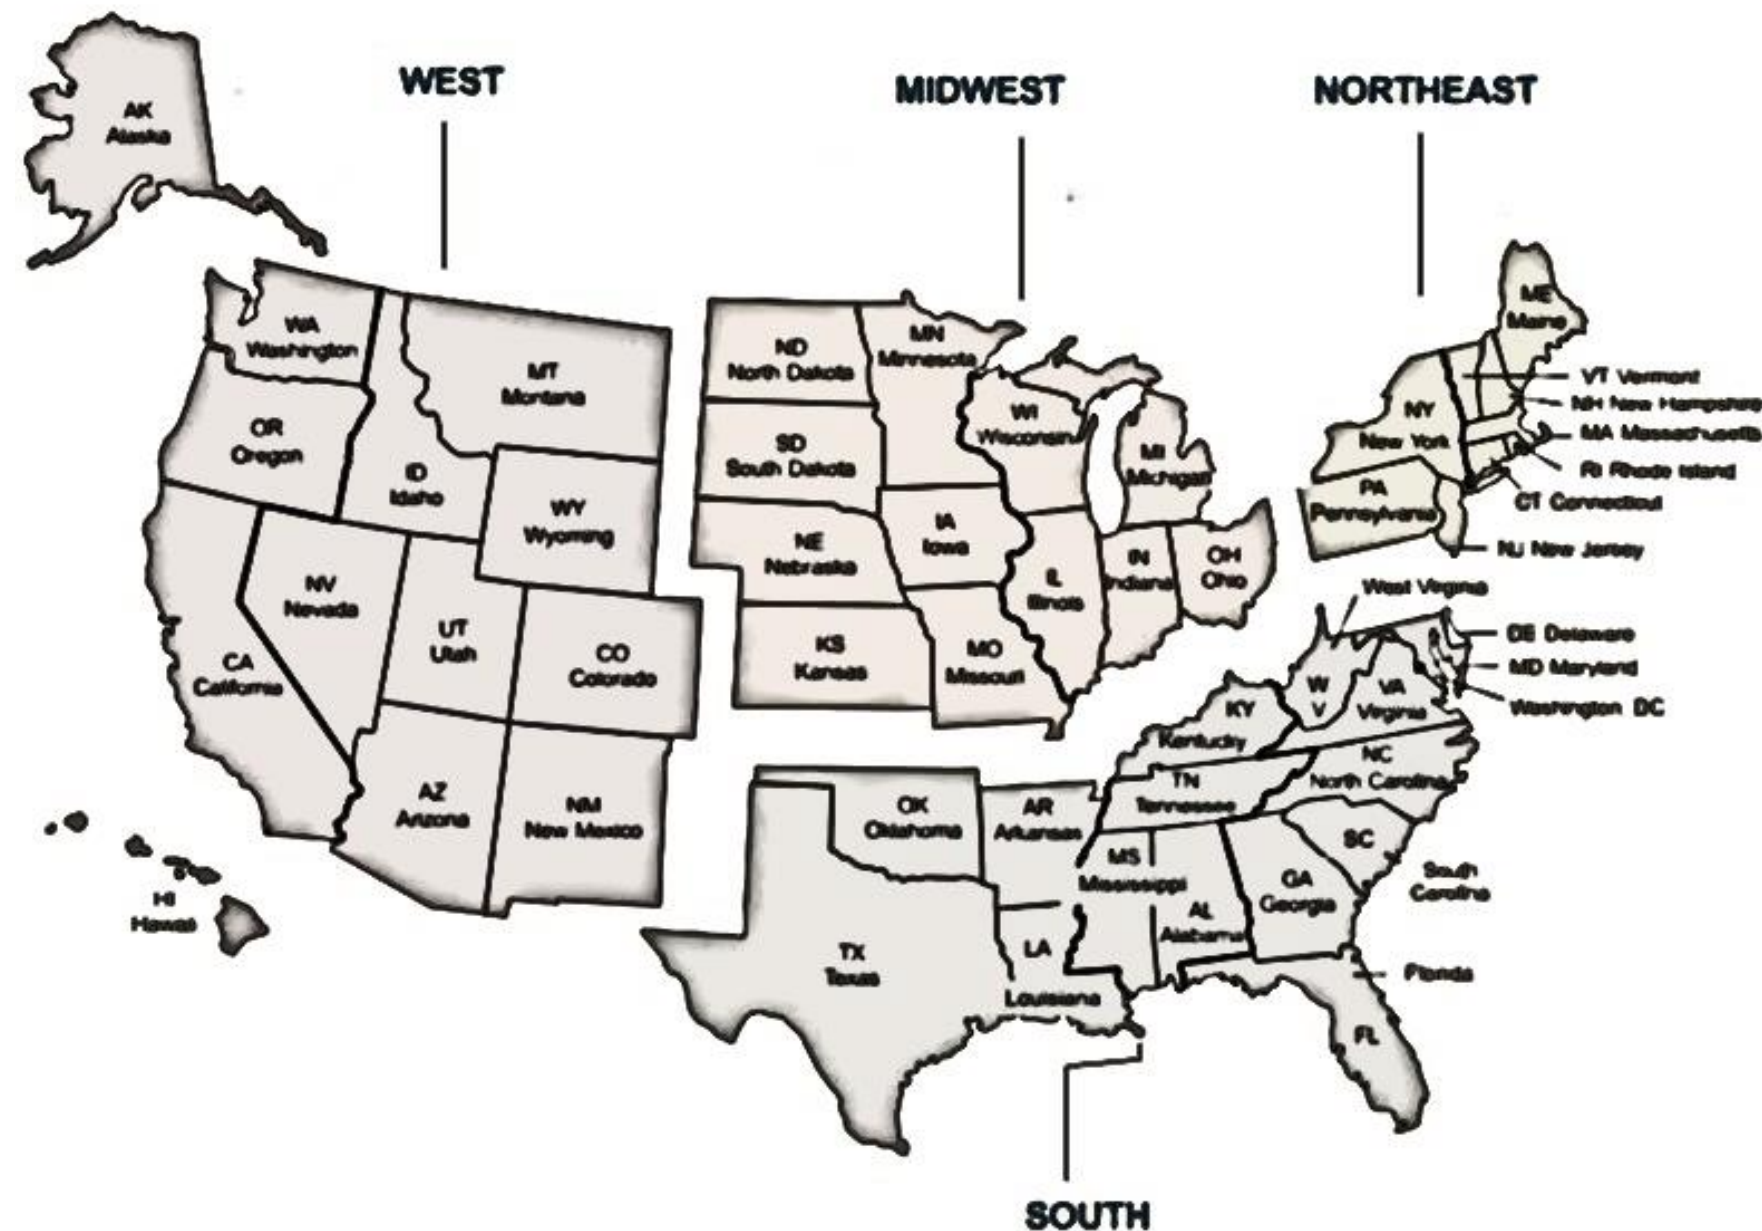 WEST
MIDWEST
NORTHEAST
AK
Alaska
WA
Washington
MT
Montana
OR
Oregon
ID
Idaho
WY
Wyoming
NV
Nevada
UT
Utah
CO
Colorado
CA
California
AZ
Arizona
NM
New Mexico
HI
Hawaii
ND
North Dakota
MN
Minnesota
SD
South Dakota
WI
Wisconsin
MI
Michigan
NE
Nebraska
IA
Iowa
IL
Illinois
IN
Indiana
OH
Ohio
KS
Kansas
MO
Missouri
ME
Maine
VT Vermont
NH New Hampshire
NY
New York
MA Massachusetts
RI Rhode Island
PA
Pennsylvania
CT Connecticut
NJ New Jersey
West Virginia
DE Delaware
MD Maryland
Washington DC
W
V
VA
Virginia
KY
Kentucky
NC
North Carolina
TN
Tennessee
OK
Oklahoma
AR
Arkansas
MS
Mississippi
SC
South
Carolina
GA
Georgia
AL
Alabama
TX
Texas
LA
Louisiana
Florida
FL
SOUTH